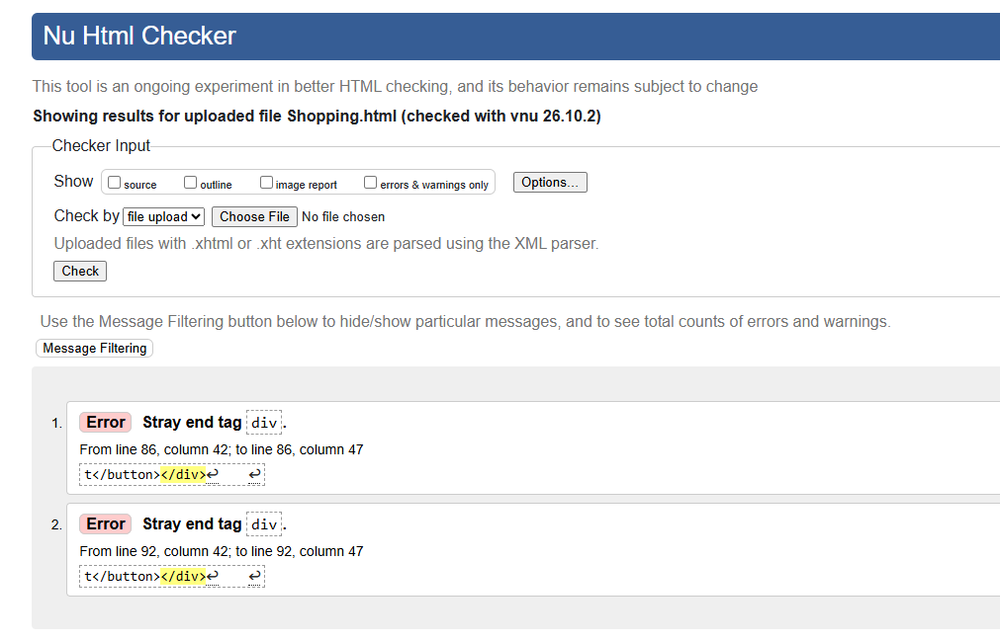 Nu Html Checker
This tool is an ongoing experiment in better HTML checking, and its behavior remains subject to change
Showing results for uploaded file Shopping.html (checked with vnu 26.10.2)
Checker Input
Show source outline image report errors & warnings only Options...
Check by file upload Choose File No file chosen
Uploaded files with .xhtml or .xht extensions are parsed using the XML parser.
Check
Use the Message Filtering button below to hide/show particular messages, and to see total counts of errors and warnings.
Message Filtering
1. Error Stray end tag div.
From line 86, column 42; to line 86, column 47
t</button></div>↩ ↩
2. Error Stray end tag div.
From line 92, column 42; to line 92, column 47
t</button></div>↩ ↩